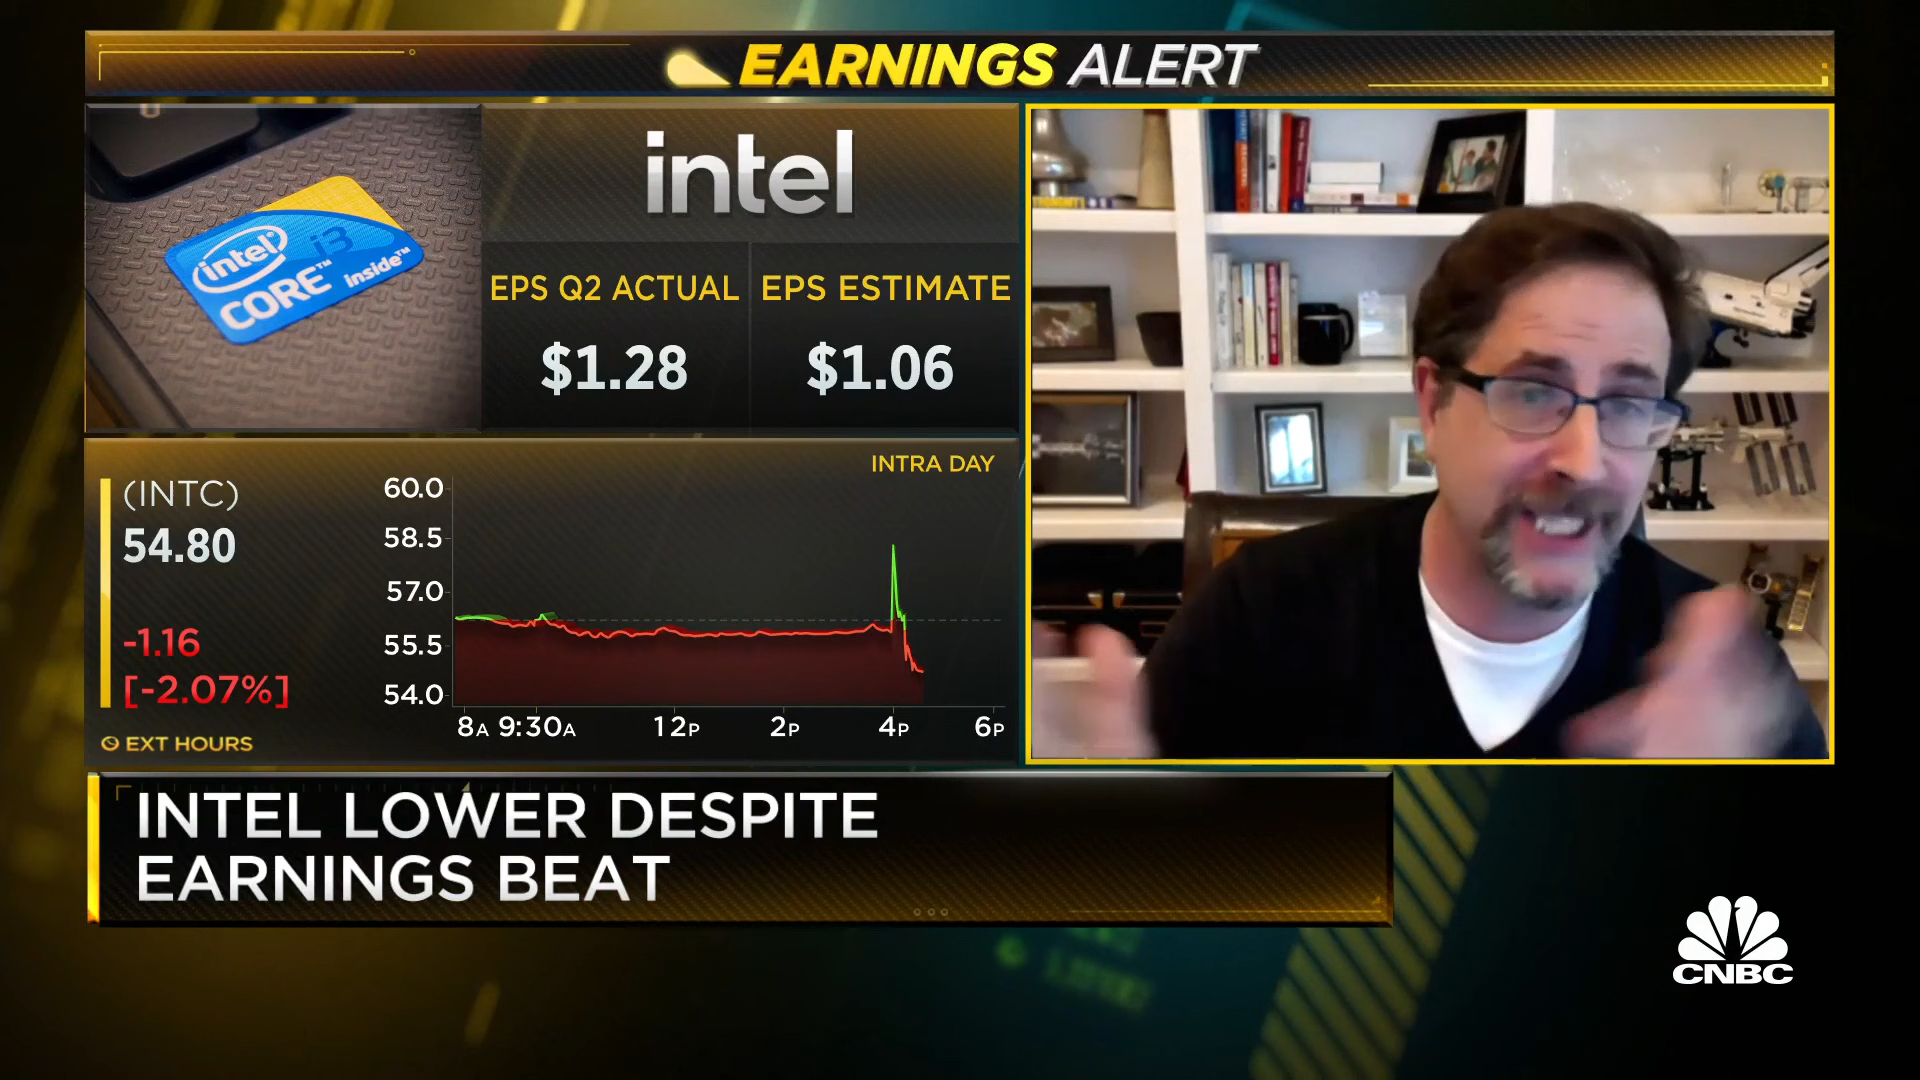 EARNINGS ALERT
intel
intel
CORE™ i3
inside™
EPS Q2 ACTUAL
EPS ESTIMATE
$1.28
$1.06
INTRA DAY
(INTC)
54.80
-1.16
[-2.07%]
EXT HOURS
60.0
58.5
57.0
55.5
54.0
8A 9:30A 12P 2P 4P 6P
INTEL LOWER DESPITE
EARNINGS BEAT
CNBC